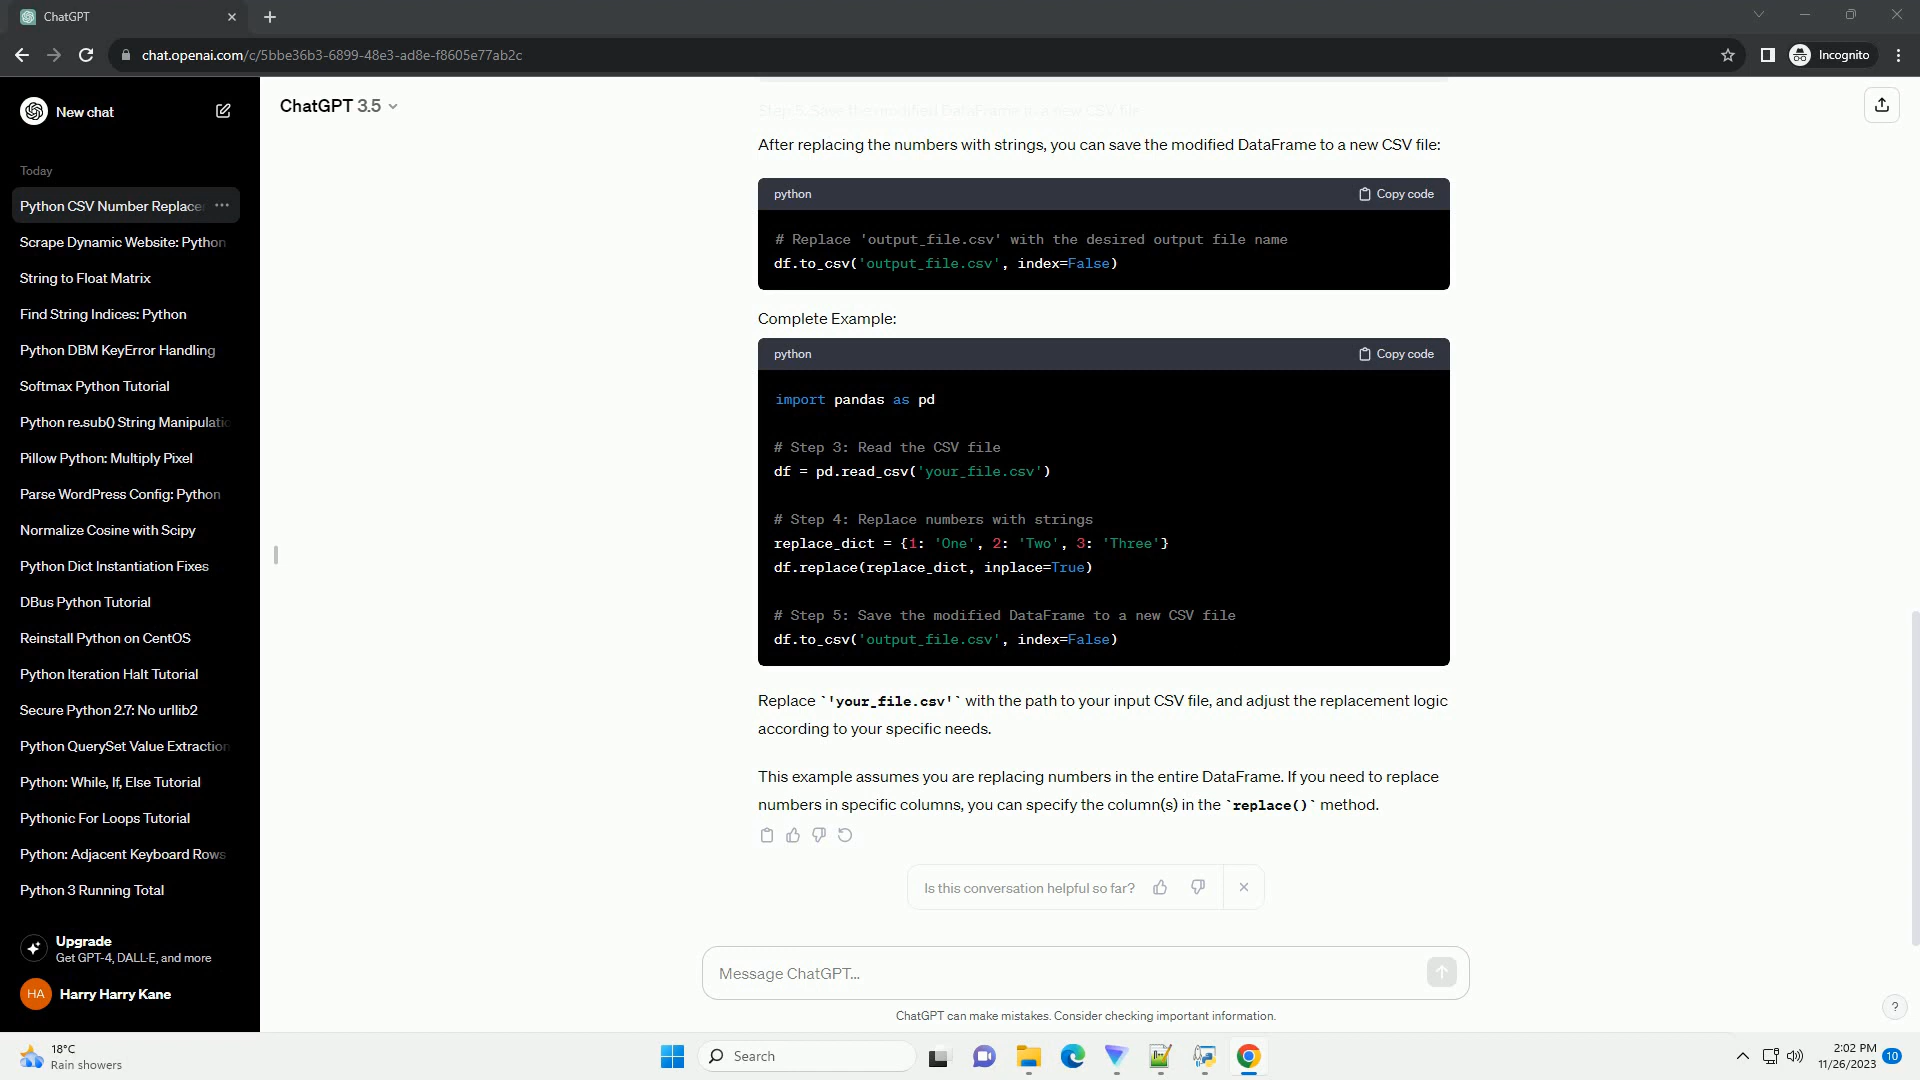 ChatGPT
chat.openai.com/c/5bbe36b3-6899-48e3-ad8e-f8605e77ab2c
Incognito
New chat
Today
Python CSV Number Replace
Scrape Dynamic Website: Python
String to Float Matrix
Find String Indices: Python
Python DBM KeyError Handling
Softmax Python Tutorial
Python re.sub() String Manipulatio
Pillow Python: Multiply Pixel
Parse WordPress Config: Python
Normalize Cosine with Scipy
Python Dict Instantiation Fixes
DBus Python Tutorial
Reinstall Python on CentOS
Python Iteration Halt Tutorial
Secure Python 2.7: No urllib2
Python QuerySet Value Extraction
Python: While, If, Else Tutorial
Pythonic For Loops Tutorial
Python: Adjacent Keyboard Rows
Python 3 Running Total
Upgrade
Get GPT-4, DALL·E, and more
HA Harry Harry Kane
ChatGPT 3.5
Step 5: Save the modified DataFrame to a new CSV file
After replacing the numbers with strings, you can save the modified DataFrame to a new CSV file:
python Copy code
# Replace 'output_file.csv' with the desired output file name
df.to_csv('output_file.csv', index=False)
Complete Example:
python Copy code
import pandas as pd
# Step 3: Read the CSV file
df = pd.read_csv('your_file.csv')
# Step 4: Replace numbers with strings
replace_dict = {1: 'One', 2: 'Two', 3: 'Three'}
df.replace(replace_dict, inplace=True)
# Step 5: Save the modified DataFrame to a new CSV file
df.to_csv('output_file.csv', index=False)
Replace `'your_file.csv'` with the path to your input CSV file, and adjust the replacement logic
according to your specific needs.
This example assumes you are replacing numbers in the entire DataFrame. If you need to replace
numbers in specific columns, you can specify the column(s) in the `replace()` method.
Is this conversation helpful so far?
Message ChatGPT...
ChatGPT can make mistakes. Consider checking important information.
?
18°C
Rain showers
Search
2:02 PM
11/26/2023
10